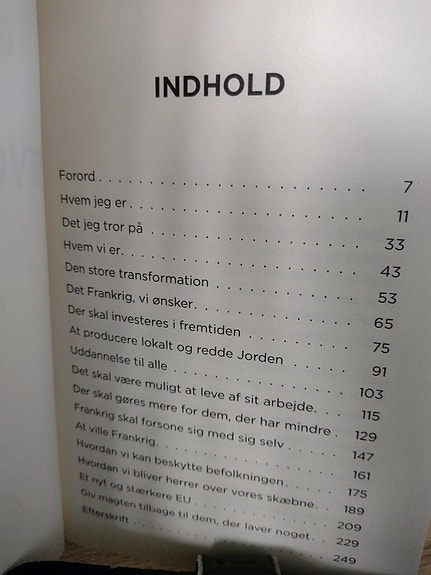 INDHOLD
Forord . . . . . . . . . . . . . . . . . . . . 7
Hvem jeg er . . . . . . . . . . . . . . . . . . 11
Det jeg tror på . . . . . . . . . . . . . . . . 33
Hvem vi er. . . . . . . . . . . . . . . . . . . 43
Den store transformation . . . . . . . . . . . 53
Det Frankrig, vi ønsker. . . . . . . . . . . . 65
Der skal investeres i fremtiden . . . . . . . . 75
At producere lokalt og redde Jorden . . . . . . 91
Uddannelse til alle . . . . . . . . . . . . . . 103
Det skal være muligt at leve af sit arbejde. . . 115
Der skal gøres mere for dem, der har mindre . 129
Frankrig skal forsone sig med sig selv . . . . 147
At ville Frankrig. . . . . . . . . . . . . . . 161
Hvordan vi kan beskytte befolkningen . . . . . 175
Hvordan vi bliver herrer over vores skæbne. . . 189
Et nyt og stærkere EU . . . . . . . . . . . . . 209
Giv magten tilbage til dem, der laver noget. . . 229
Efterskrift . . . . . . . . . . . . . . . . . . 249